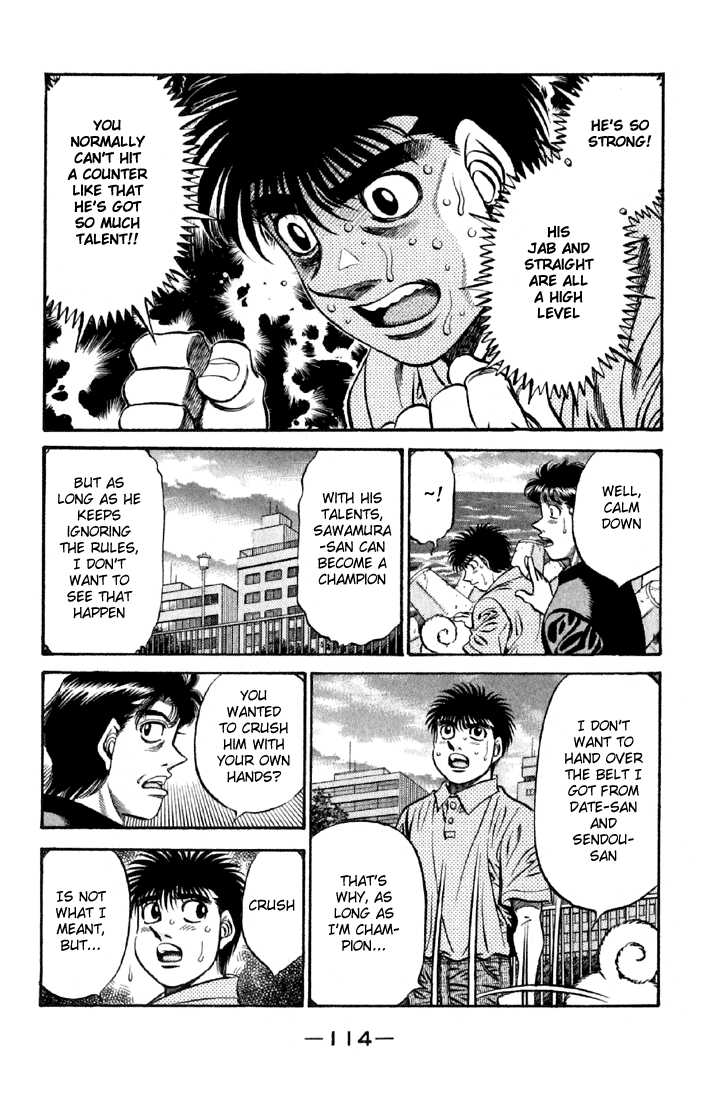 HE'S SO
STRONG!
HIS
JAB AND
STRAIGHT
ARE ALL
A HIGH
LEVEL
YOU
NORMALLY
CAN'T HIT
A COUNTER
LIKE THAT
HE'S GOT
SO MUCH
TALENT!!
WELL,
CALM
DOWN
~!
WITH HIS
TALENTS,
SAWAMURA
-SAN CAN
BECOME A
CHAMPION
BUT AS
LONG AS HE
KEEPS
IGNORING
THE RULES,
I DON'T
WANT TO
SEE THAT
HAPPEN
I DON'T
WANT TO
HAND OVER
THE BELT I
GOT FROM
DATE-SAN
AND
SENDOU-
SAN
THAT'S
WHY, AS
LONG AS
I'M CHAM-
PION...
YOU
WANTED
TO CRUSH
HIM WITH
YOUR OWN
HANDS?
CRUSH
IS NOT
WHAT I
MEANT,
BUT...
—114—